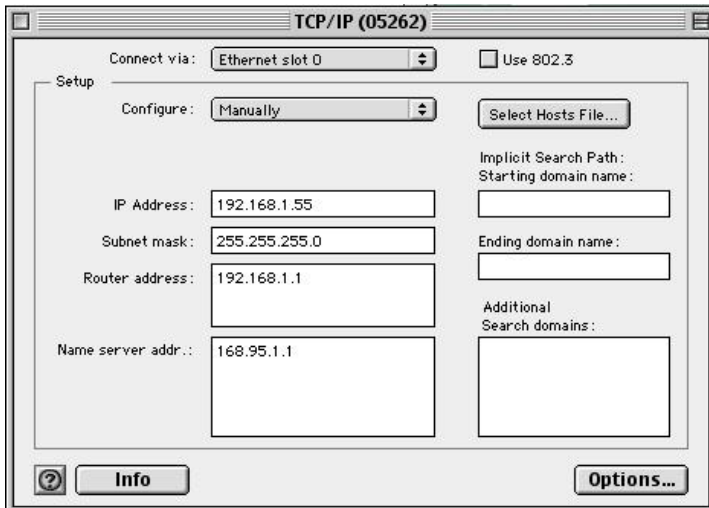 TCP/IP (05262)
Connect via: Ethernet slot 0 Use 802.3
Setup
Configure: Manually Select Hosts File...
Implicit Search Path:
Starting domain name:
IP Address: 192.168.1.55
Subnet mask: 255.255.255.0 Ending domain name:
Router address: 192.168.1.1
Additional
Search domains:
Name server addr.: 168.95.1.1
? Info Options...